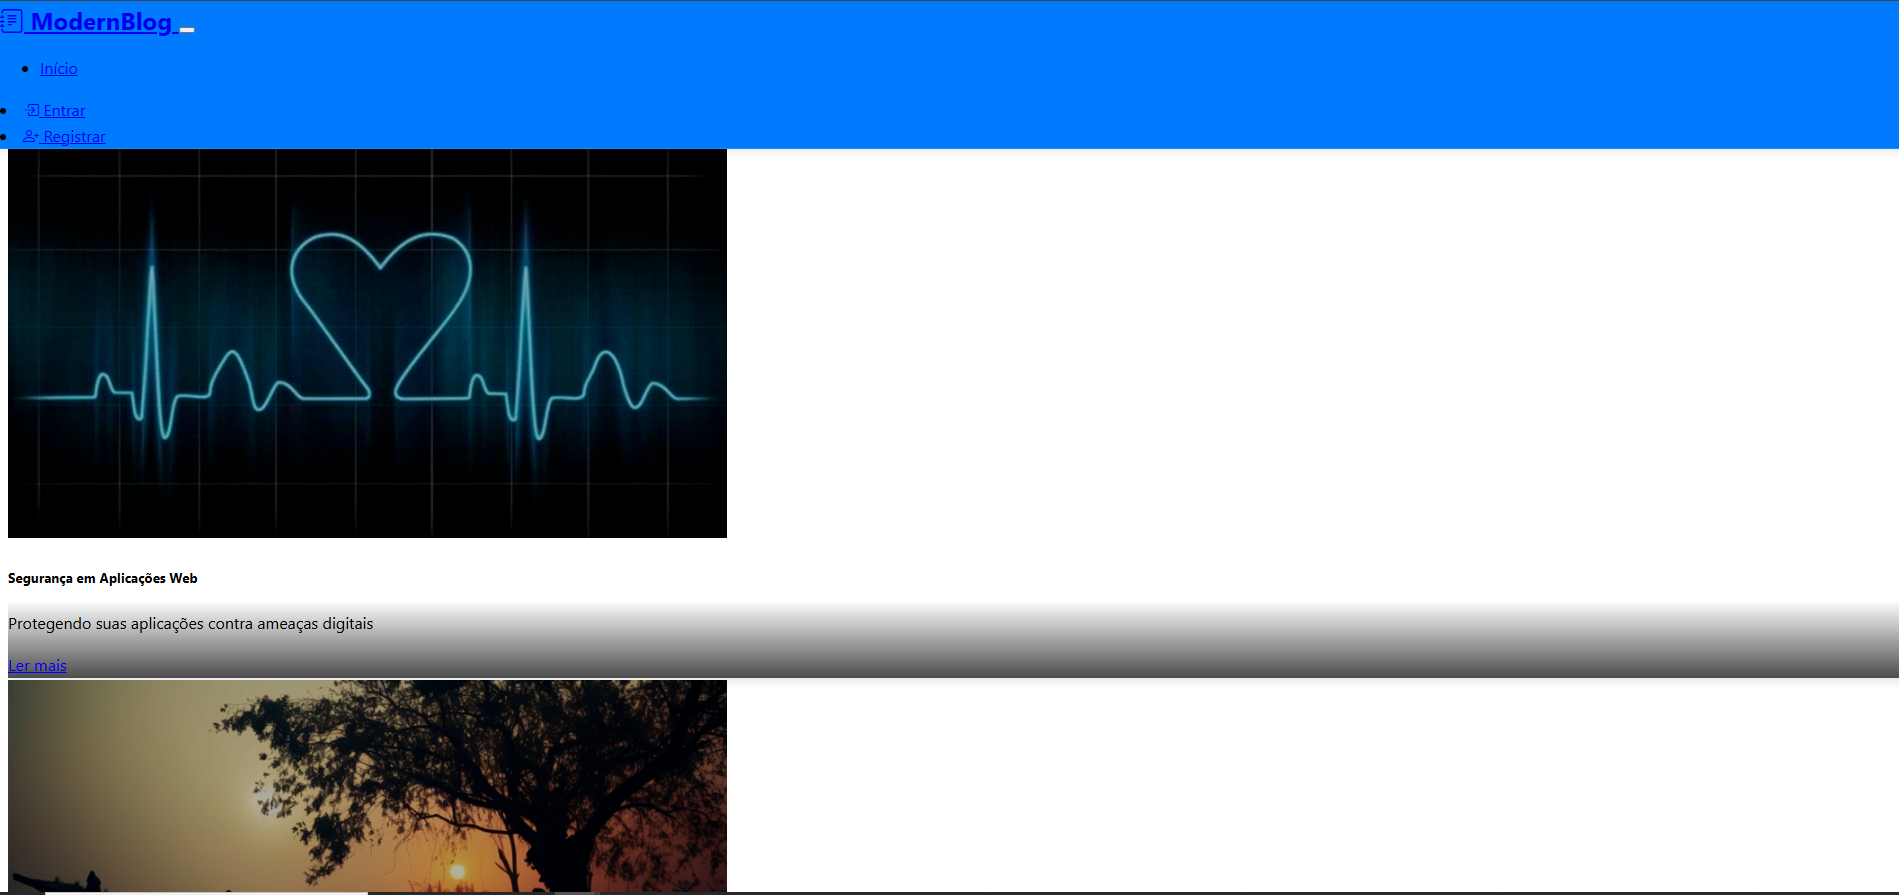 ModernBlog
Início
Entrar
Registrar
Segurança em Aplicações Web
Protegendo suas aplicações contra ameaças digitais
Ler mais